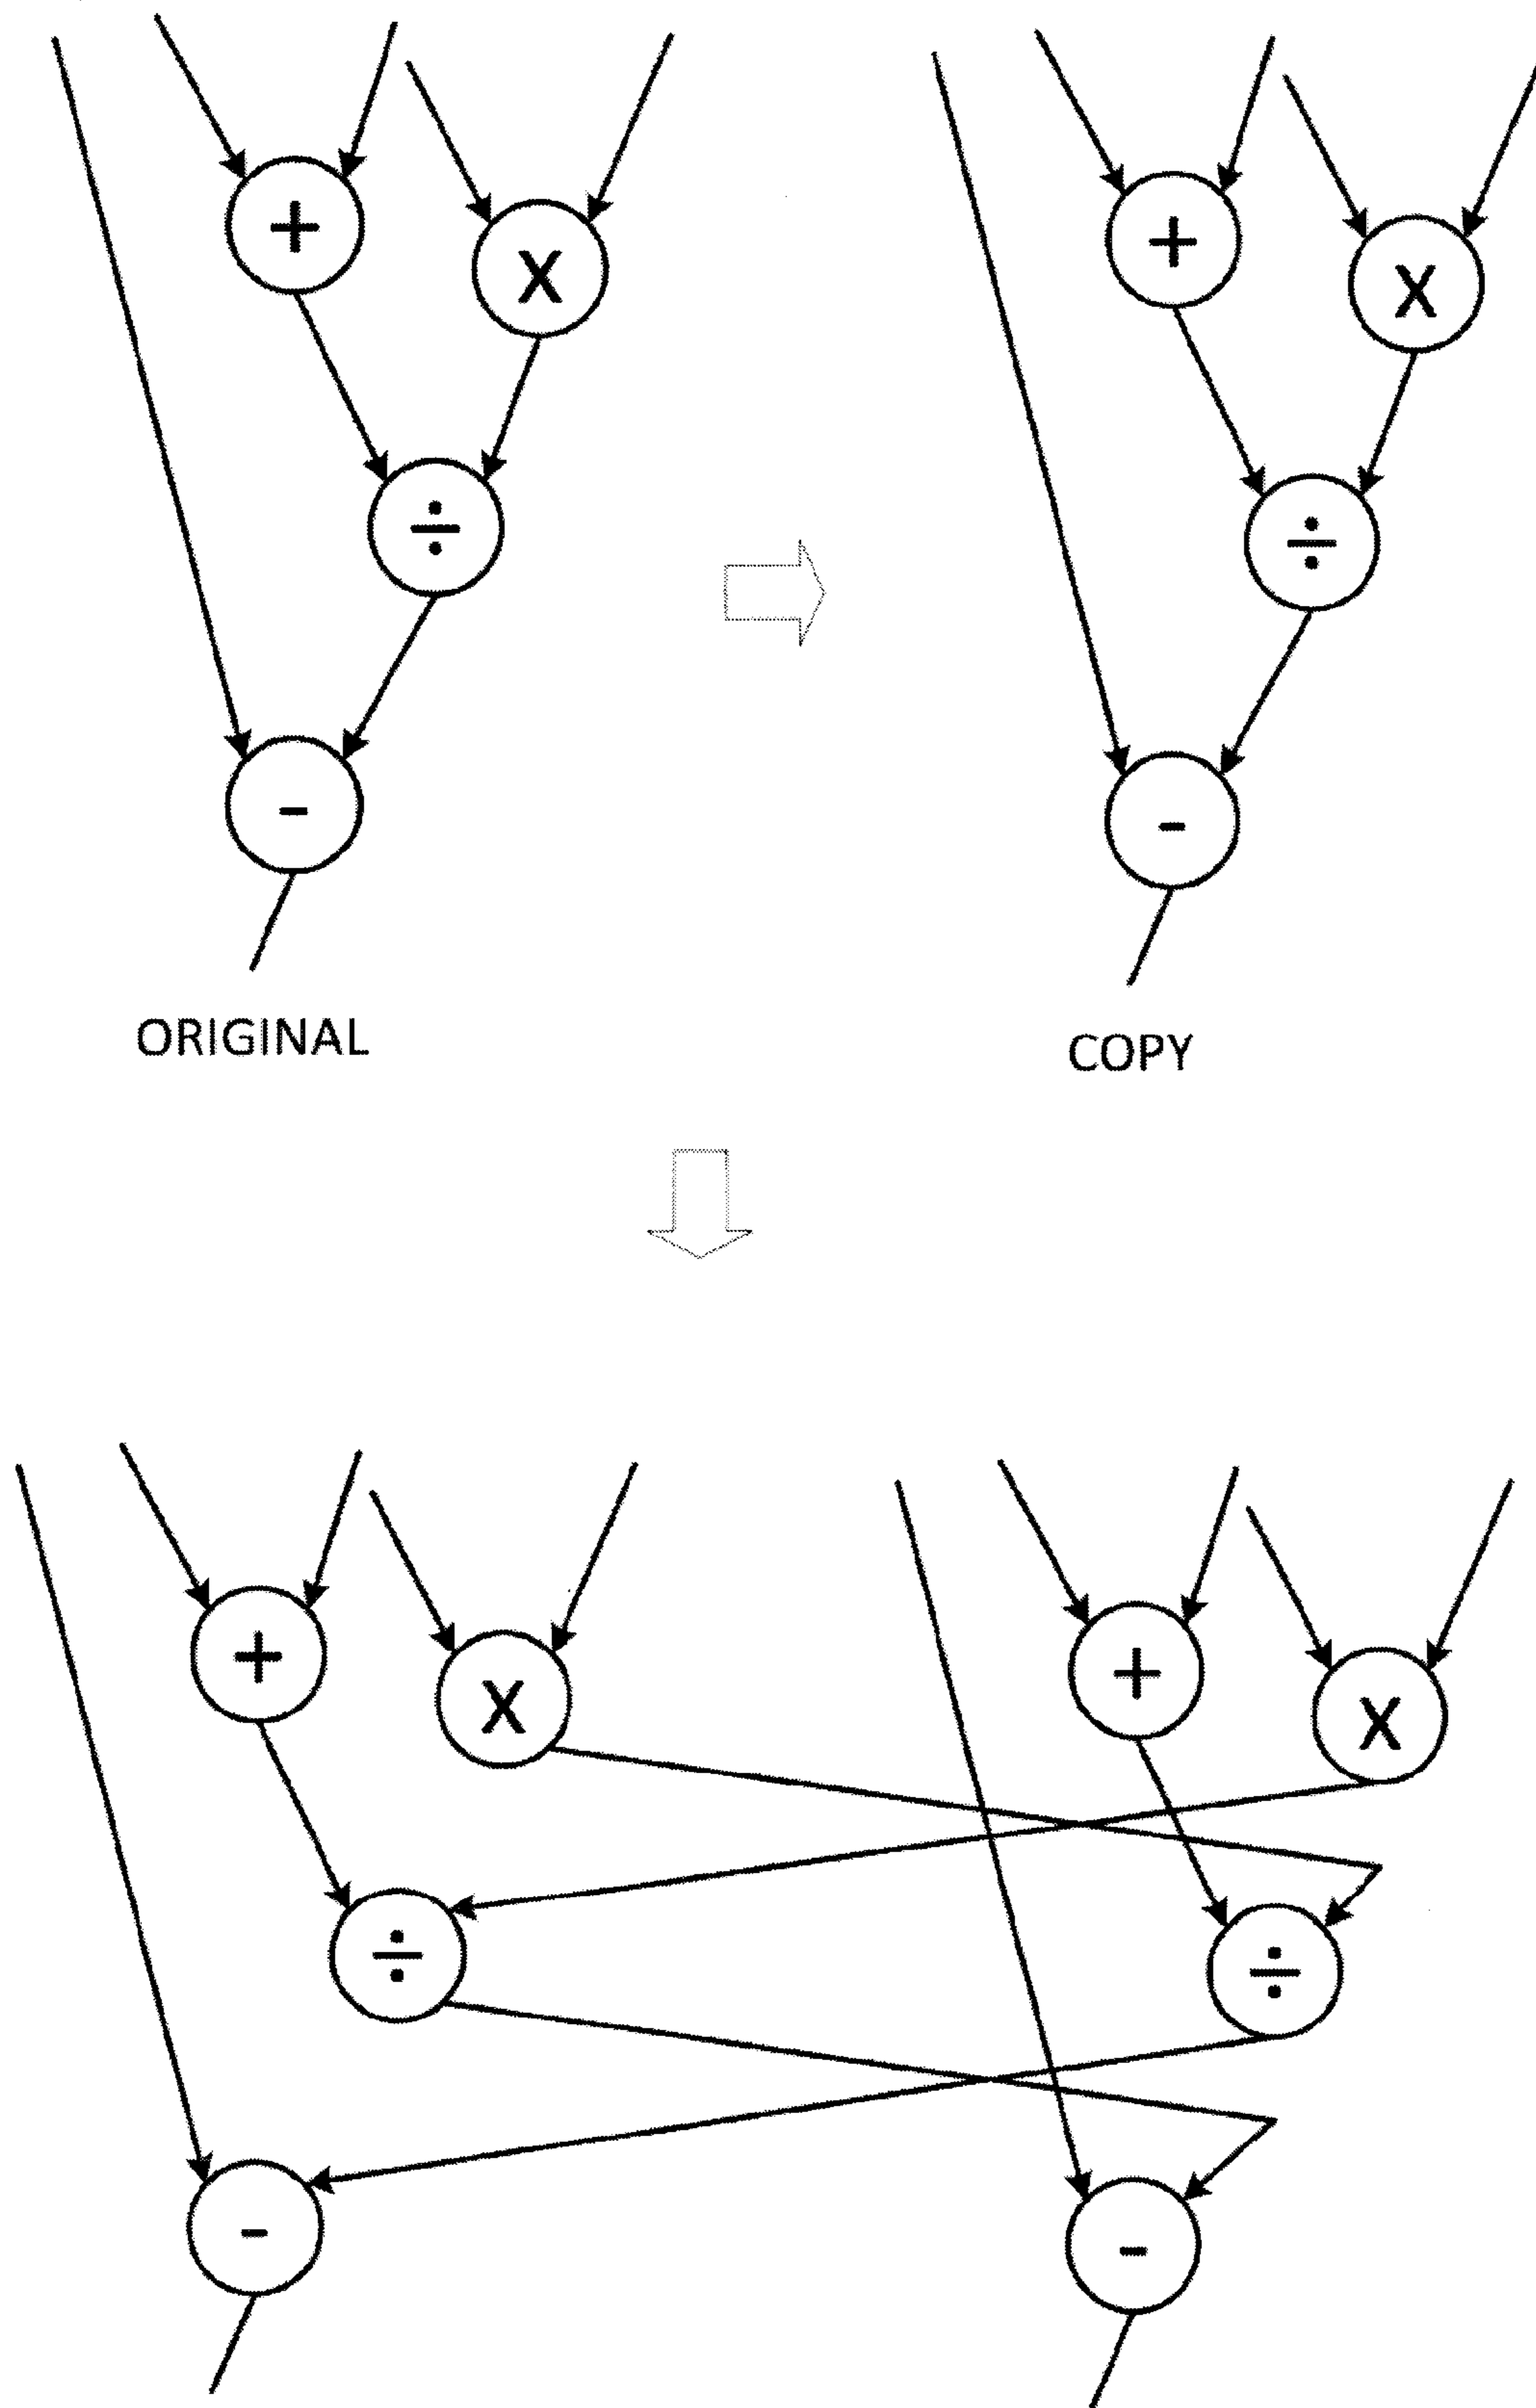 + +
X X
÷ ÷
- -
ORIGINAL
COPY
+ +
X X
÷ ÷
- -